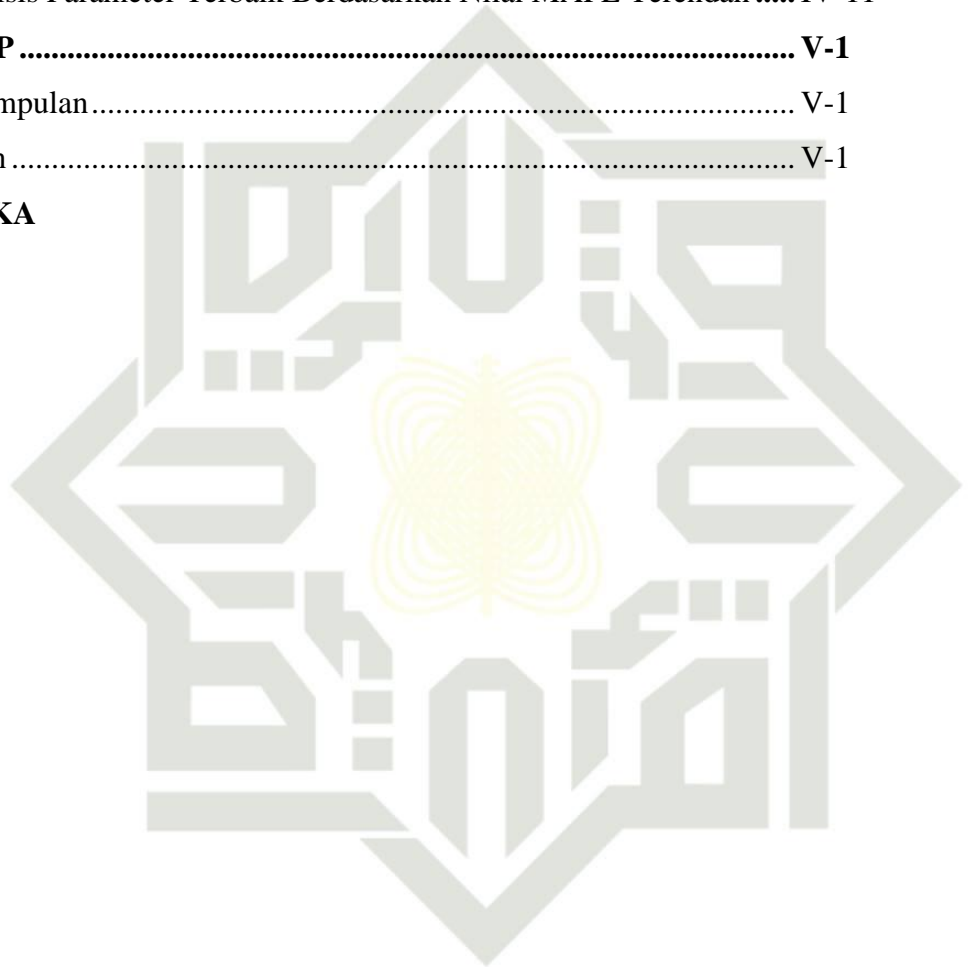 Parameter Terbaik Berdasarkan Nilai MAPE Terendah ..... IV-11
P .................................................................................................. V-1
mpulan ......................................................................................... V-1
n ................................................................................................... V-1
KA